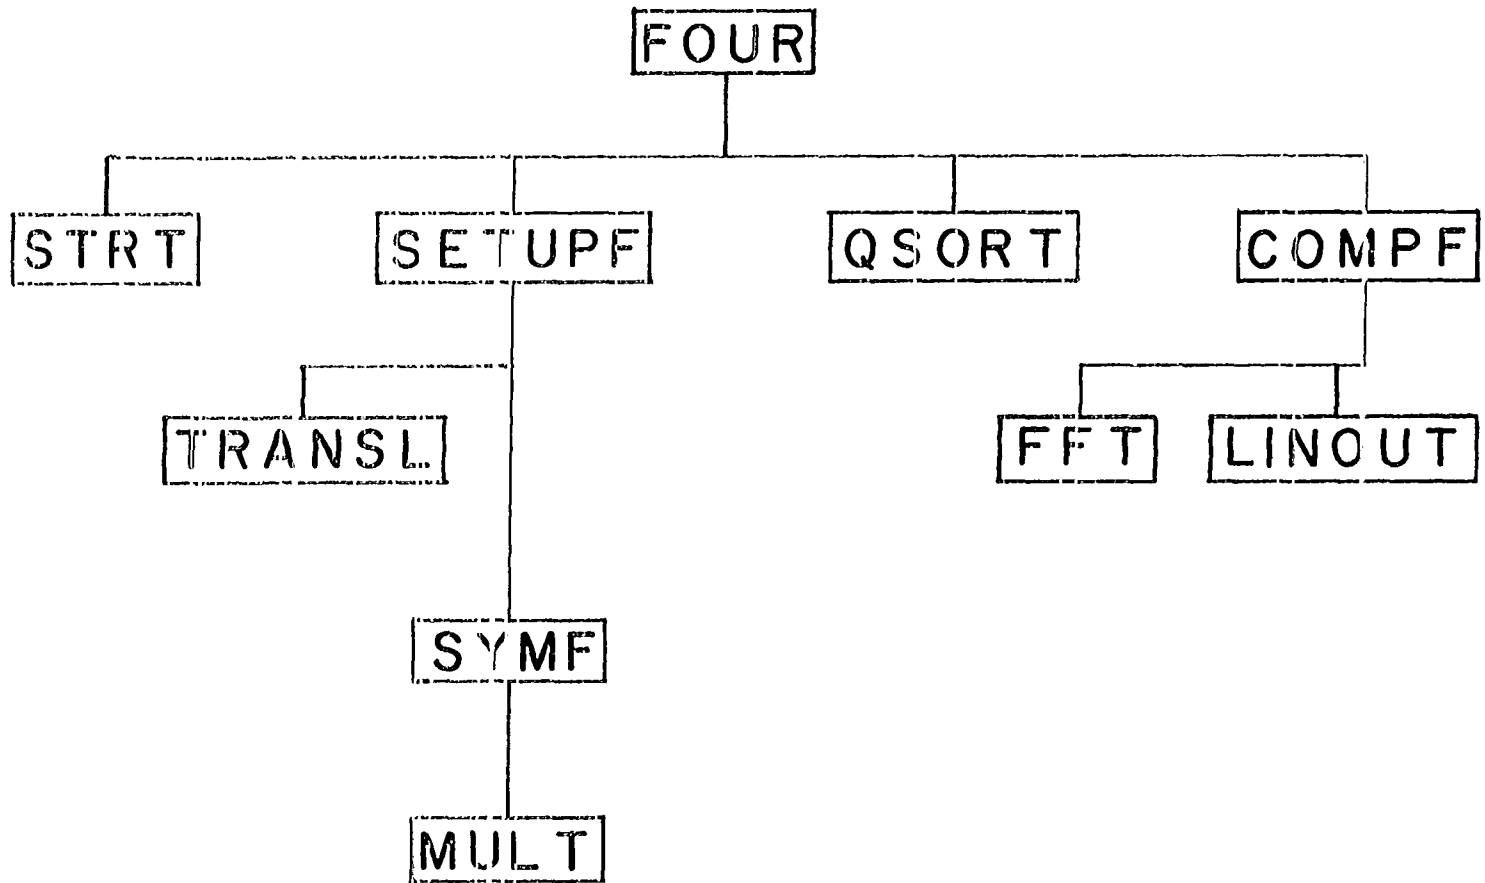 FOUR
STRT SETUPF QSORT COMPF
TRANSL FFT LINOUT
SYMF
MULT